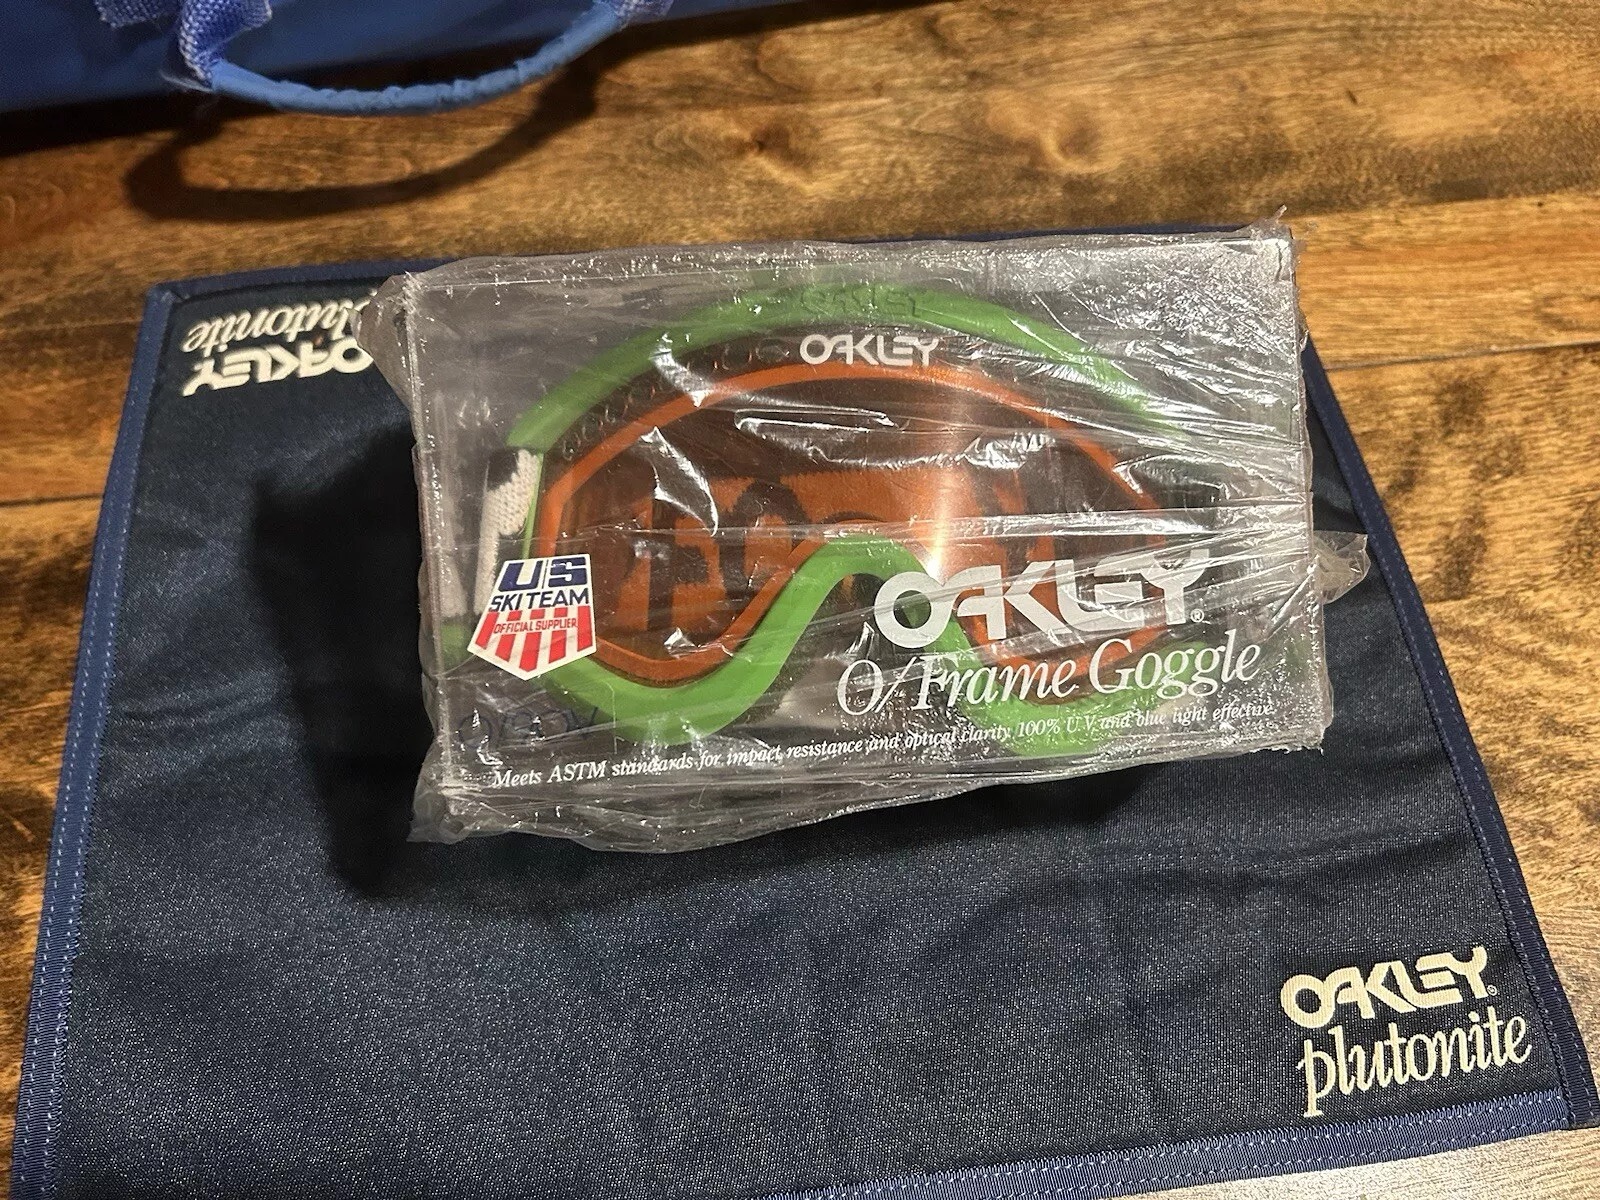 plutonite
OAKLEY
OAKLEY
OAKLEY
US
SKI TEAM
OFFICIAL SUPPLIER
OAKLEY®
O/Frame Goggle
Meets ASTM standards for impact resistance and optical clarity 100% U V and blue light effective
OAKLEY®
plutonite